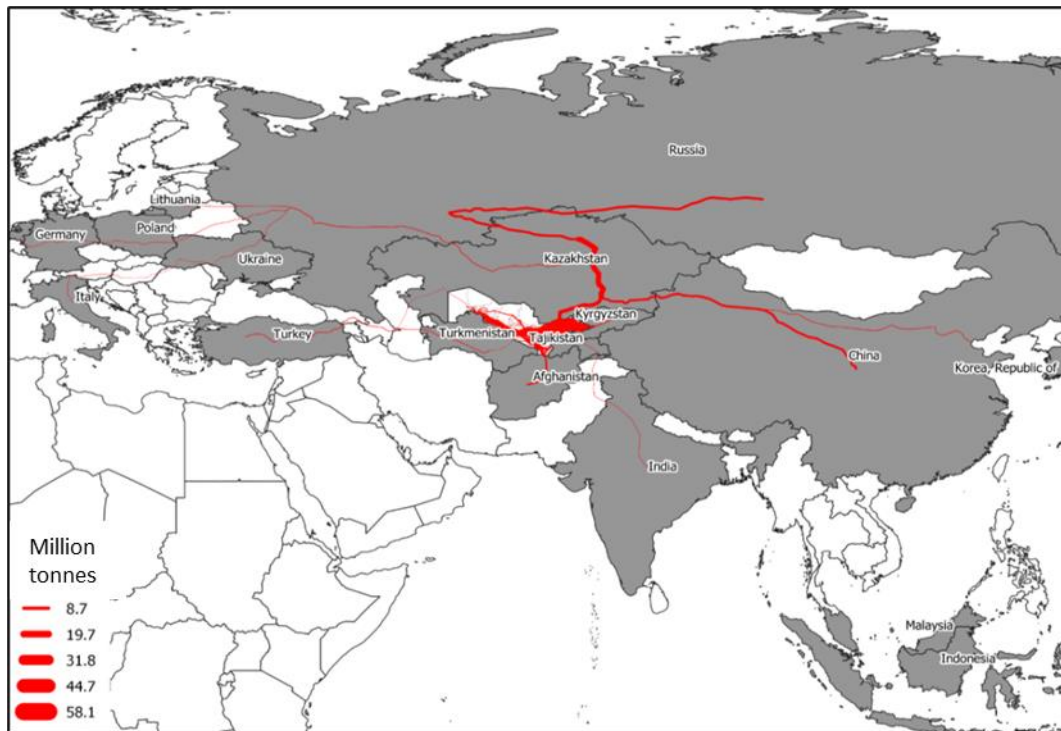 Russia
Lithuania
Poland
Germany
Ukraine
Kazakhstan
Italy
Kyrgyzstan
Turkey
Turkmenistan
Tajikistan
China
Korea, Republic of
Afghanistan
India
Malaysia
Indonesia
Million
tonnes
8.7
19.7
31.8
44.7
58.1